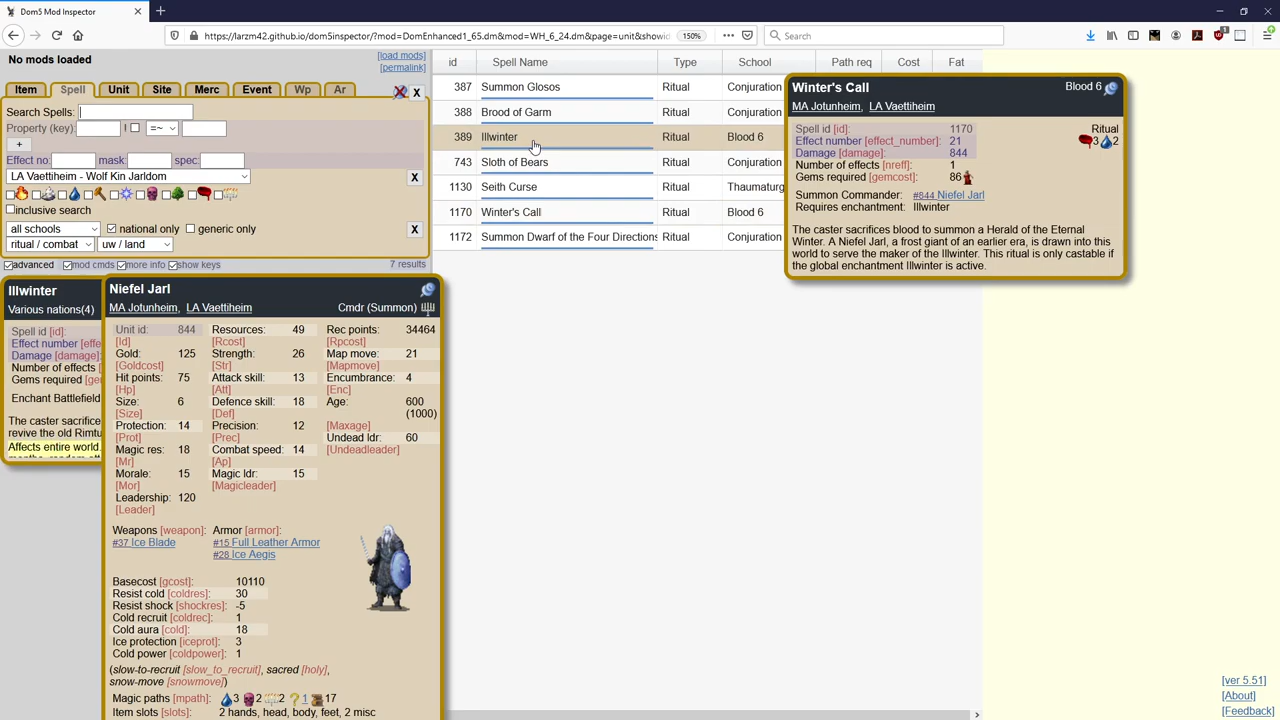 Dom5 Mod Inspector
https://larzm42.github.io/dom5inspector/?mod=DomEnhanced1_65.dm&mod=WH_6_24.dm&page=unit&showid
150%
Search
No mods loaded
[load mods]
[permalink]
Item Spell Unit Site Merc Event Wp Ar
X
Search Spells:
Property (key): ! =~
+
Effect no: mask: spec:
LA Vaettiheim - Wolf Kin Jarldom
X
inclusive search
all schools national only generic only
X
ritual / combat uw / land
advanced mod cmds more info show keys 7 results
id Spell Name Type School Path req Cost Fat
387 Summon Glosos Ritual Conjuration
388 Brood of Garm Ritual Conjuration
389 Illwinter Ritual Blood 6
743 Sloth of Bears Ritual Conjuration
1130 Seith Curse Ritual Thaumaturg
1170 Winter's Call Ritual Blood 6
1172 Summon Dwarf of the Four Directions Ritual Conjuration
Winter's Call Blood 6
MA Jotunheim, LA Vaettiheim
Spell id [id]: 1170 Ritual
Effect number [effect_number]: 21 3 2
Damage [damage]: 844
Number of effects [nreff]: 1
Gems required [gemcost]: 86
Summon Commander: #844 Niefel Jarl
Requires enchantment: Illwinter
The caster sacrifices blood to summon a Herald of the Eternal
Winter. A Niefel Jarl, a frost giant of an earlier era, is drawn into this
world to serve the maker of the Illwinter. This ritual is only castable if
the global enchantment Illwinter is active.
Illwinter
Various nations(4)
Spell id [id]:
Effect number [effe
Damage [damage]:
Number of effects [
Gems required [ge
Enchant Battlefield
The caster sacrifice
revive the old Rimtu
Affects entire world.
Niefel Jarl
MA Jotunheim, LA Vaettiheim Cmdr (Summon)
Unit id: 844 Resources: 49 Rec points: 34464
[Id] [Rcost] [Rpcost]
Gold: 125 Strength: 26 Map move: 21
[Goldcost] [Str] [Mapmove]
Hit points: 75 Attack skill: 13 Encumbrance: 4
[Hp] [Att] [Enc]
Size: 6 Defence skill: 18 Age: 600
[Size] [Def] (1000)
Protection: 14 Precision: 12 [Maxage]
[Prot] [Prec] Undead ldr: 60
Magic res: 18 Combat speed: 14 [Undeadleader]
[Mr] [Ap]
Morale: 15 Magic ldr: 15
[Mor] [Magicleader]
Leadership: 120
[Leader]
Weapons [weapon]: Armor [armor]:
#37 Ice Blade #15 Full Leather Armor
#28 Ice Aegis
Basecost [gcost]: 10110
Resist cold [coldres]: 30
Resist shock [shockres]: -5
Cold recruit [coldrec]: 1
Cold aura [cold]: 18
Ice protection [iceprot]: 3
Cold power [coldpower]: 1
(slow-to-recruit [slow_to_recruit], sacred [holy],
snow-move [snowmove])
Magic paths [mpath]: 3 2 2 ?1 17
Item slots [slots]: 2 hands, head, body, feet, 2 misc
[ver 5.51]
[About]
[Feedback]